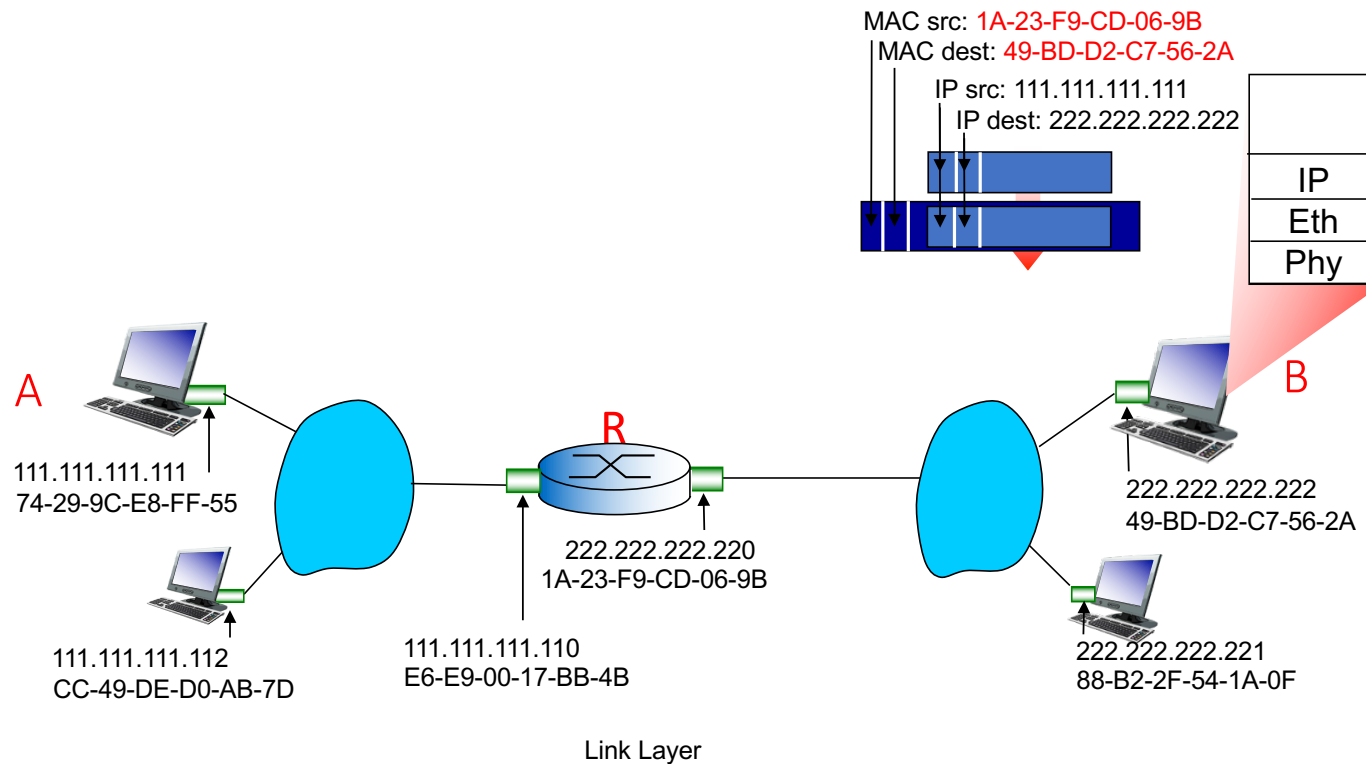 MAC src: 1A-23-F9-CD-06-9B
MAC dest: 49-BD-D2-C7-56-2A
IP src: 111.111.111.111
IP dest: 222.222.222.222
IP
Eth
Phy
A
R
B
111.111.111.111
74-29-9C-E8-FF-55
222.222.222.222
49-BD-D2-C7-56-2A
222.222.222.220
1A-23-F9-CD-06-9B
111.111.111.112
CC-49-DE-D0-AB-7D
111.111.111.110
E6-E9-00-17-BB-4B
222.222.222.221
88-B2-2F-54-1A-0F
Link Layer